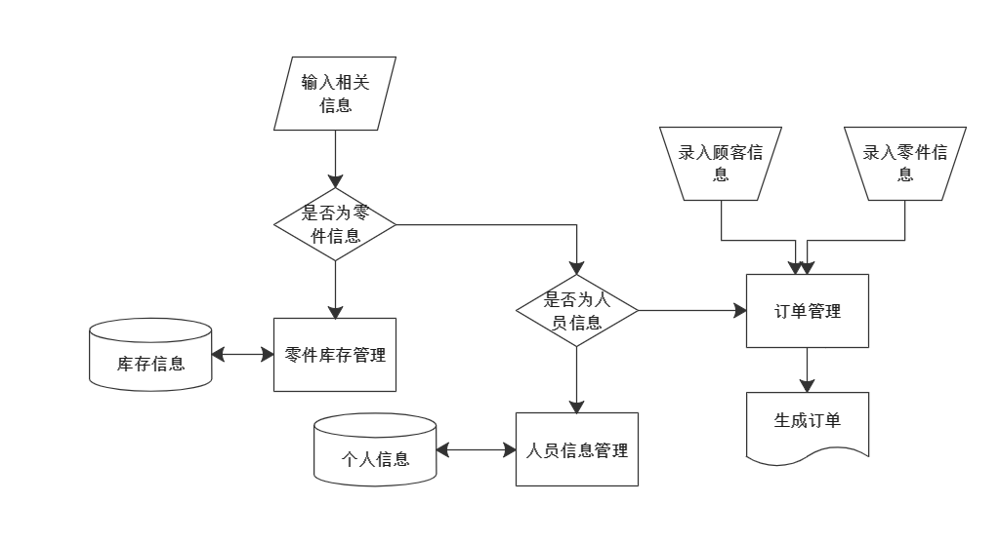 输入相关
信息
录入顾客信
息
录入零件信
息
是否为零
件信息
是否为人
员信息
订单管理
库存信息
零件库存管理
生成订单
个人信息
人员信息管理